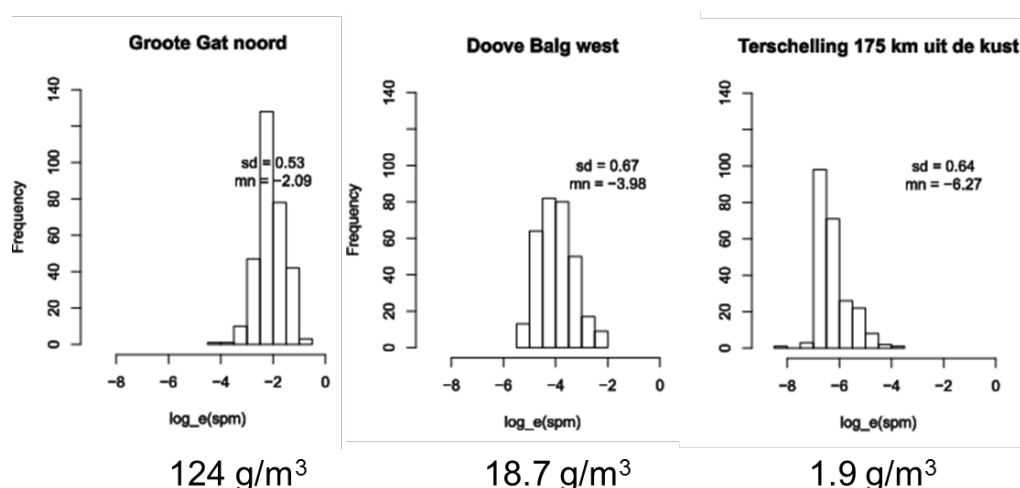 Groote Gat noord
140
100
80
60
40
20
0
Frequency
sd = 0.53
mn = −2.09
−8 −6 −4 −2 0
log_e(spm)
124 g/m³
Doove Balg west
140
100
80
60
40
20
0
Frequency
sd = 0.67
mn = −3.98
−8 −6 −4 −2 0
log_e(spm)
18.7 g/m³
Terschelling 175 km uit de kust
140
100
80
60
40
20
0
sd = 0.64
mn = −6.27
−8 −6 −4 −2 0
log_e(spm)
1.9 g/m³